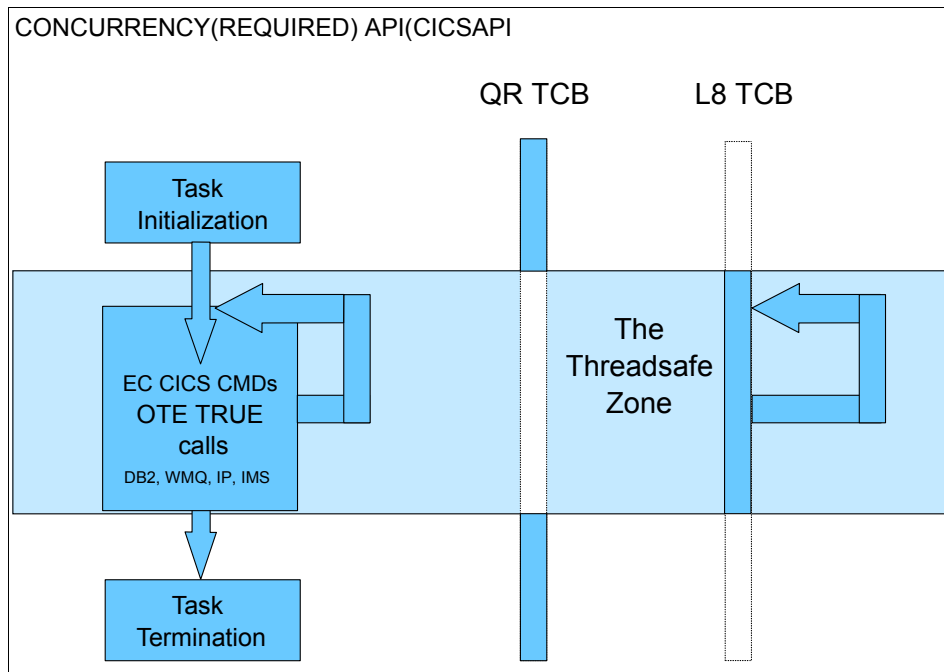 CONCURRENCY(REQUIRED) API(CICSAPI
QR TCB
L8 TCB
Task
Initialization
EC CICS CMDs
OTE TRUE
calls
DB2, WMQ, IP, IMS
The
Threadsafe
Zone
Task
Termination